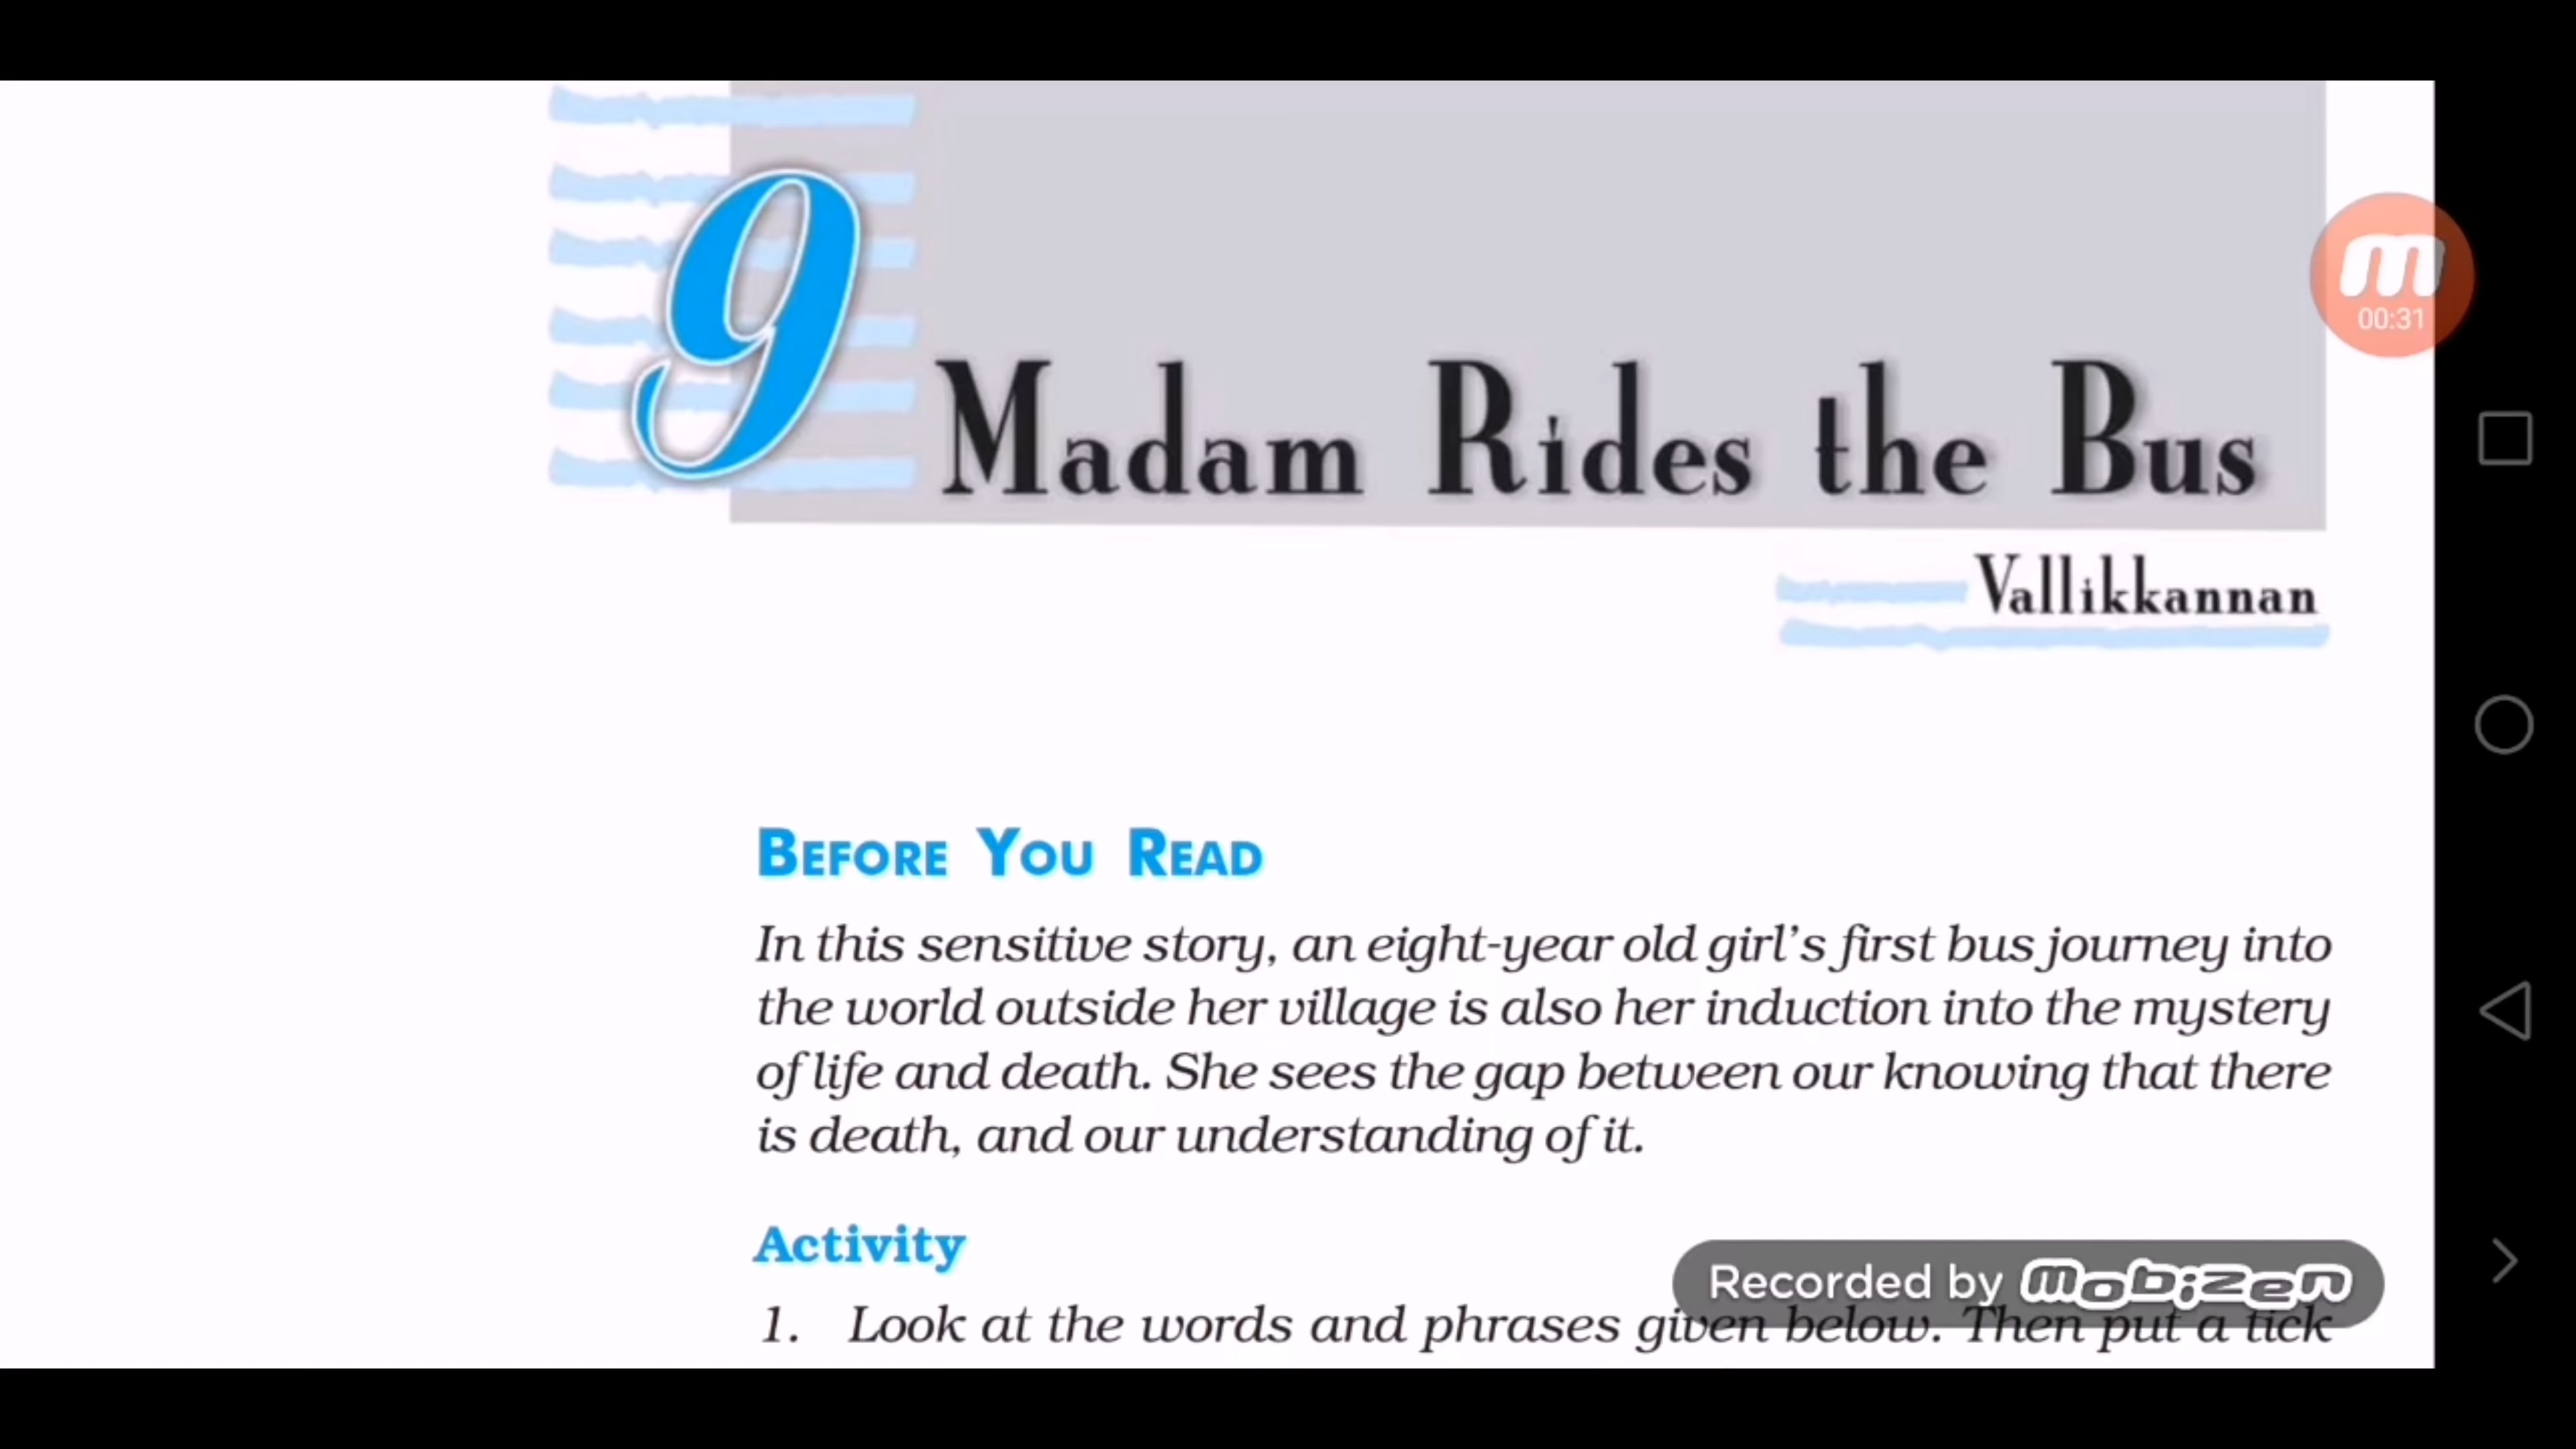 9
Madam Rides the Bus
Vallikkannan
m
00:31
BEFORE YOU READ
In this sensitive story, an eight-year old girl's first bus journey into
the world outside her village is also her induction into the mystery
of life and death. She sees the gap between our knowing that there
is death, and our understanding of it.
Activity
Recorded by mobizen
1. Look at the words and phrases given below. Then put a tick